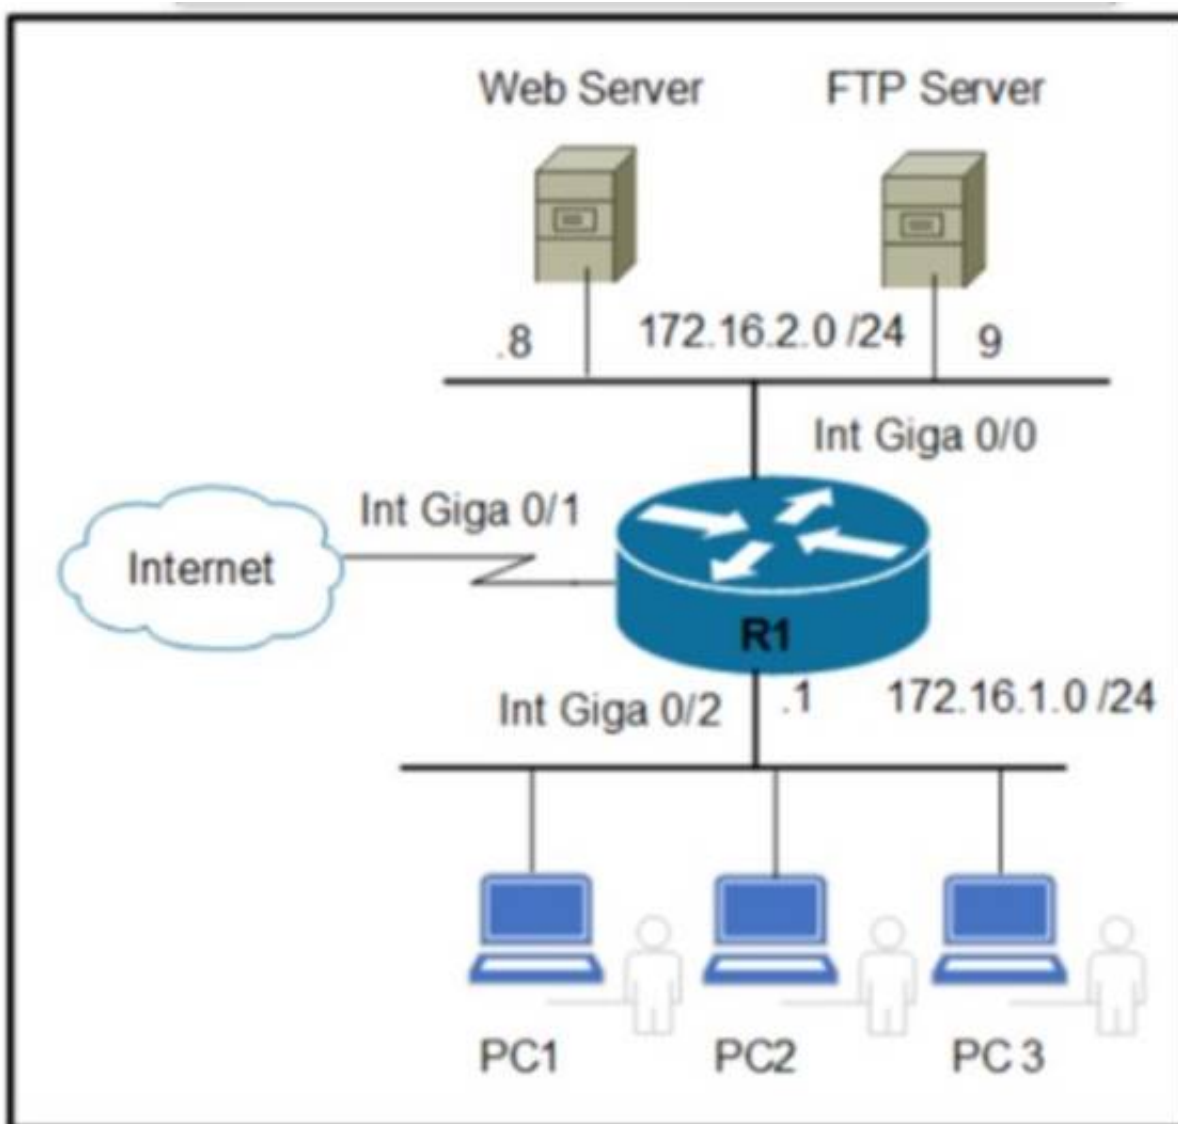 Web Server
FTP Server
.8
172.16.2.0 /24
9
Int Giga 0/0
Int Giga 0/1
Internet
R1
Int Giga 0/2
.1
172.16.1.0 /24
PC1
PC2
PC 3